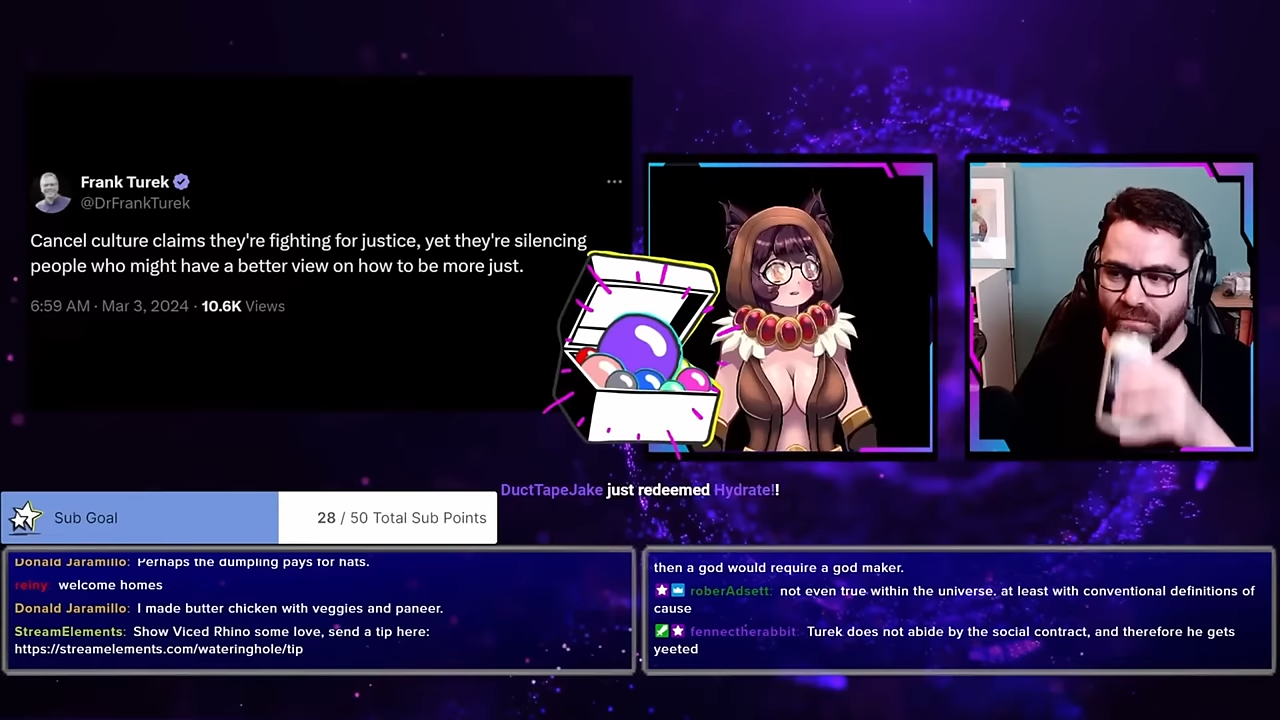 Frank Turek
@DrFrankTurek
Cancel culture claims they're fighting for justice, yet they're silencing
people who might have a better view on how to be more just.
6:59 AM · Mar 3, 2024 · 10.6K Views
DuctTapeJake just redeemed Hydrate!!
Sub Goal
28 / 50 Total Sub Points
Donald Jaramillo: Perhaps the dumpling pays for hats.
reiny: welcome homes
Donald Jaramillo: I made butter chicken with veggies and paneer.
StreamElements: Show Viced Rhino some love, send a tip here:
https://streamelements.com/wateringhole/tip
then a god would require a god maker.
roberAdsett: not even true within the universe. at least with conventional definitions of
cause
fennectherabbit: Turek does not abide by the social contract, and therefore he gets
yeeted